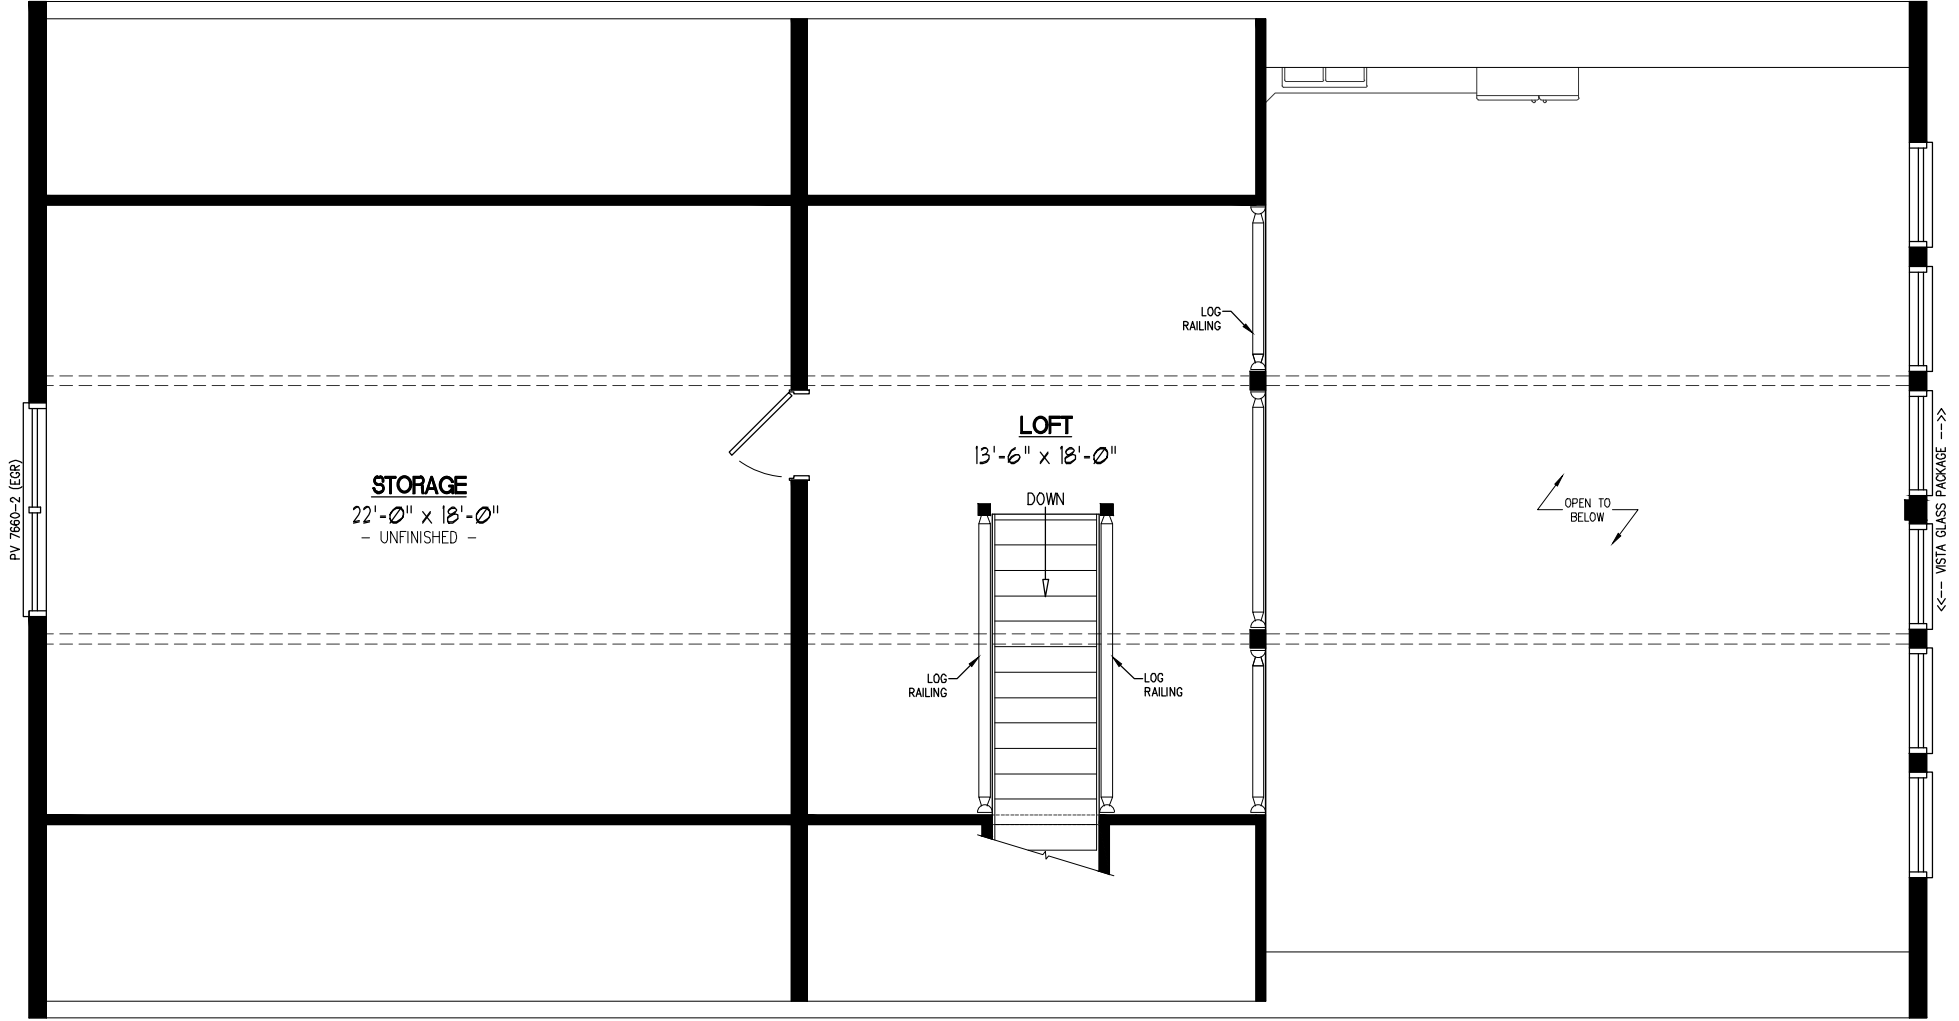 LOG
RAILING
LOFT
13'-6" x 18'-0"
DOWN
STORAGE
22'-0" x 18'-0"
- UNFINISHED -
PV 7660-2 (EGR)
OPEN TO
BELOW
<<-- VISTA GLASS PACKAGE -->>
LOG
RAILING
LOG
RAILING